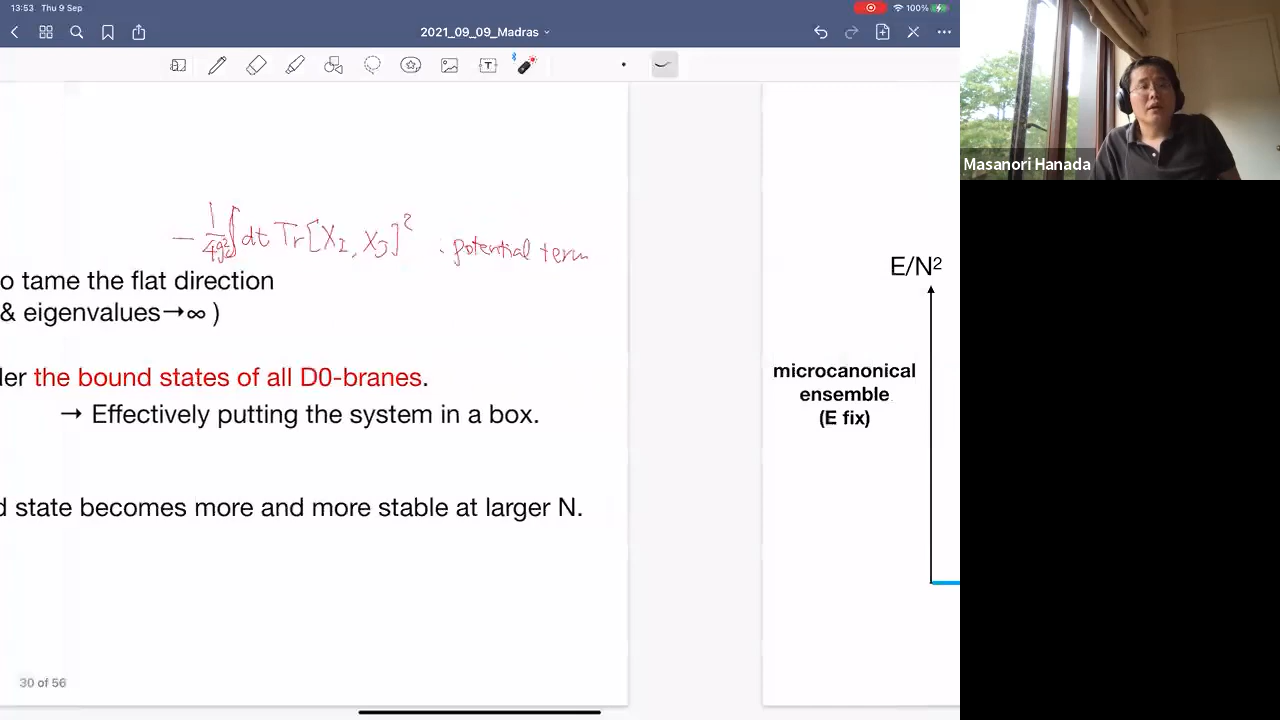 13:53 Thu 9 Sep
100%
2021_09_09_Madras
Masanori Hanada
− 1/4g² ∫ dt Tr[X_I, X_J]² : potential term
o tame the flat direction
& eigenvalues→∞ )
ler the bound states of all D0-branes.
→ Effectively putting the system in a box.
d state becomes more and more stable at larger N.
30 of 56
E/N²
microcanonical
ensemble
(E fix)